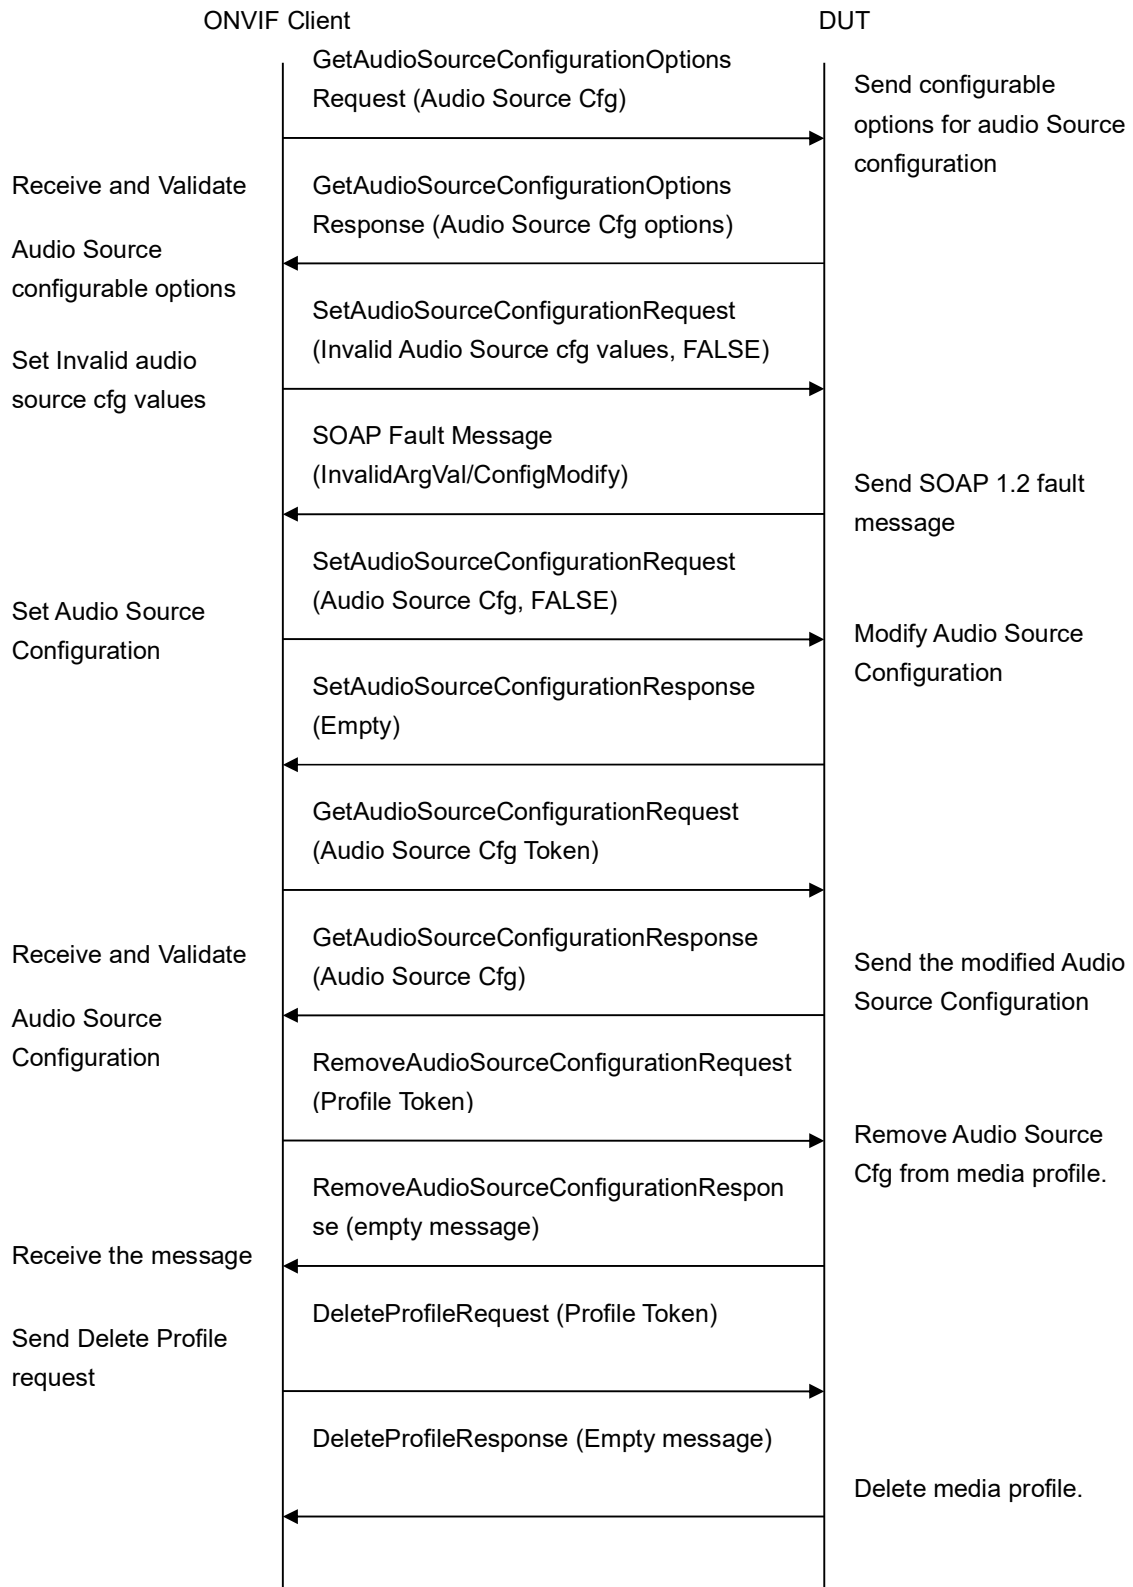 ONVIF Client
DUT
GetAudioSourceConfigurationOptions
Request (Audio Source Cfg)
Send configurable
options for audio Source
configuration
Receive and Validate
Audio Source
configurable options
GetAudioSourceConfigurationOptions
Response (Audio Source Cfg options)
SetAudioSourceConfigurationRequest
(Invalid Audio Source cfg values, FALSE)
Set Invalid audio
source cfg values
SOAP Fault Message
(InvalidArgVal/ConfigModify)
Send SOAP 1.2 fault
message
SetAudioSourceConfigurationRequest
(Audio Source Cfg, FALSE)
Set Audio Source
Configuration
Modify Audio Source
Configuration
SetAudioSourceConfigurationResponse
(Empty)
GetAudioSourceConfigurationRequest
(Audio Source Cfg Token)
Receive and Validate
Audio Source
Configuration
GetAudioSourceConfigurationResponse
(Audio Source Cfg)
Send the modified Audio
Source Configuration
RemoveAudioSourceConfigurationRequest
(Profile Token)
Remove Audio Source
Cfg from media profile.
RemoveAudioSourceConfigurationRespon
se (empty message)
Receive the message
DeleteProfileRequest (Profile Token)
Send Delete Profile
request
DeleteProfileResponse (Empty message)
Delete media profile.